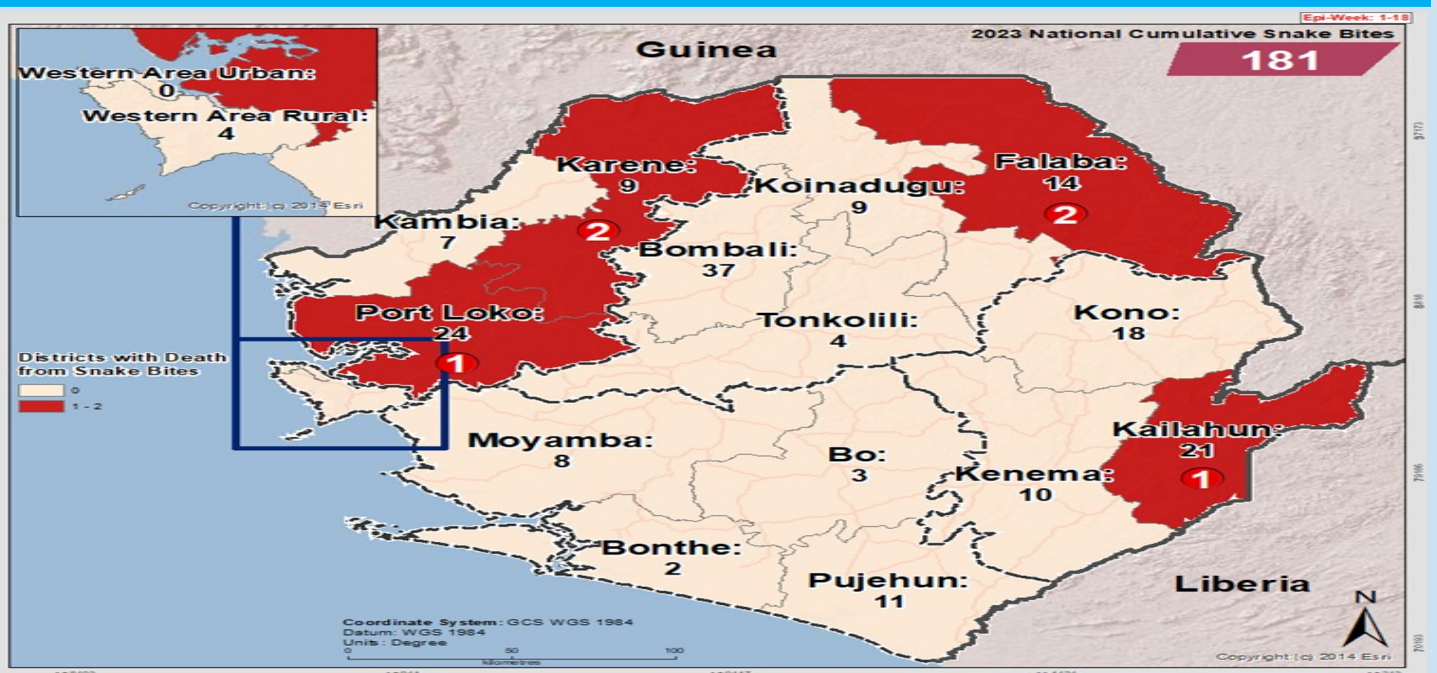 Epi-Week: 1-18
2023 National Cumulative Snake Bites
181
Guinea
Western Area Urban:
0
Western Area Rural:
4
Copyright:(c) 2014 Esri
Karene:
9
2
Koinadugu:
9
Falaba:
14
2
Kambia:
7
Bombali:
37
Port Loko:
24
1
Tonkolili:
4
Kono:
18
Districts with Death
from Snake Bites
0
1 - 2
Moyamba:
8
Bo:
3
Kenema:
10
Kailahun:
21
1
Bonthe:
2
Pujehun:
11
Liberia
N
Coordinate System: GCS WGS 1984
Datum: WGS 1984
Units : Degree
0 50 100
kilometres
Copyright:(c) 2014 Esri